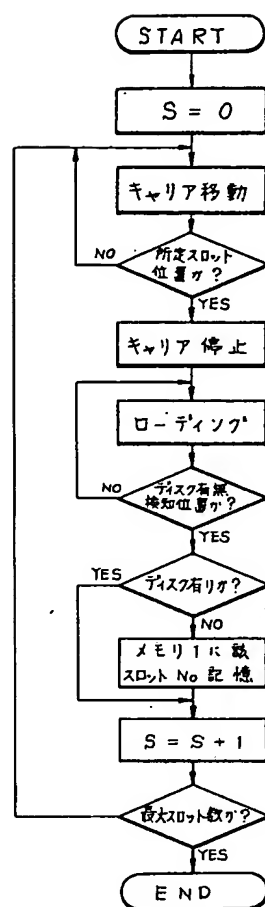 START
S = 0
キャリア移動
NO
所定スロット
位置か?
YES
キャリア停止
ローディング
NO
ディスク有無
検知位置か?
YES
YES
ディスク有りか?
NO
メモリ1に該
スロットNo記憶
S = S + 1
最大スロット数か?
YES
END